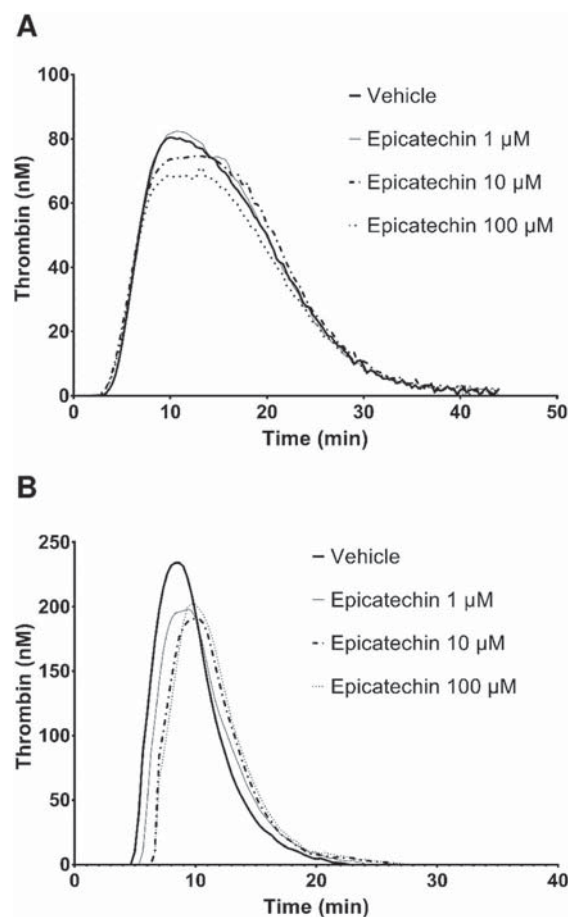 A
100
80
60
40
20
0
Thrombin (nM)
0 10 20 30 40 50
Time (min)
Vehicle
Epicatechin 1 µM
Epicatechin 10 µM
Epicatechin 100 µM
B
250
200
150
100
50
0
Thrombin (nM)
0 10 20 30 40
Time (min)
Vehicle
Epicatechin 1 µM
Epicatechin 10 µM
Epicatechin 100 µM